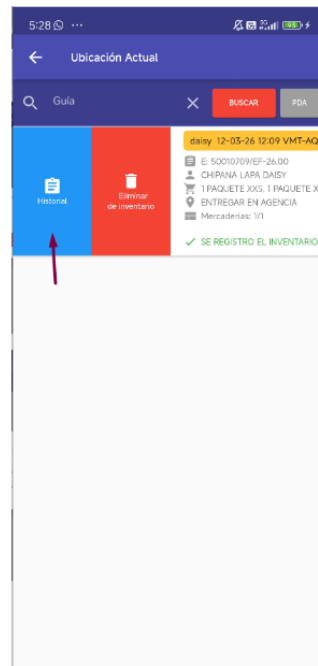 5:28 ...
Ubicación Actual
Guía
BUSCAR
PDA
daisy 12-03-26 12:09 VMT-AQ
Historial
Eliminar
de inventario
E: 50010709/EF-26.00
CHIPANA LAPA DAISY
1 PAQUETE XXS, 1 PAQUETE X
ENTREGAR EN AGENCIA
Mercaderias: 1/1
SE REGISTRO EL INVENTARIO